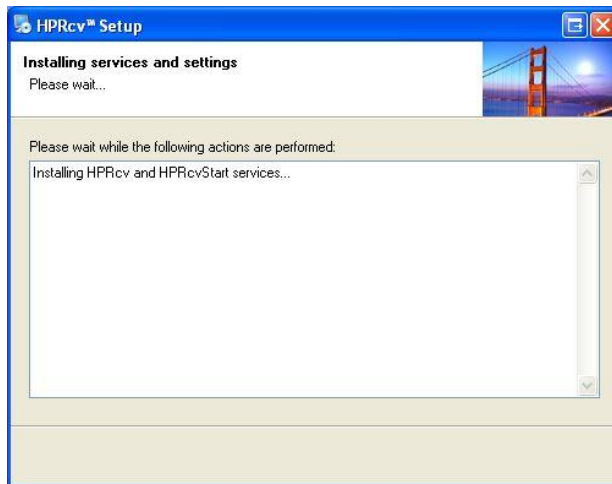 HPRcv™ Setup
Installing services and settings
Please wait...
Please wait while the following actions are performed:
Installing HPRcv and HPRcvStart services...